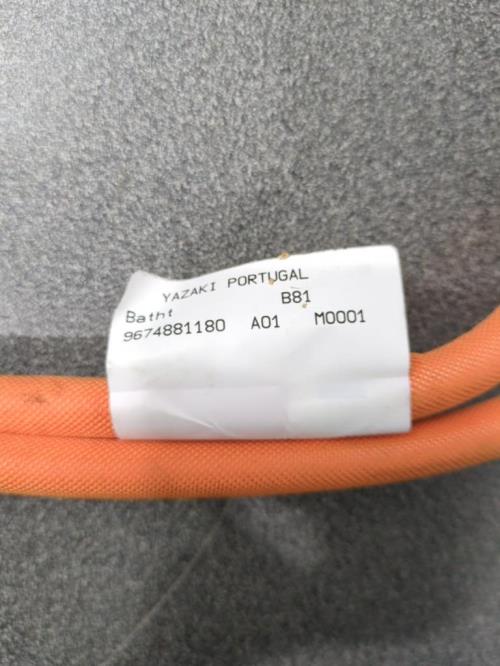 YAZAKI PORTUGAL
Batht B81
9674881180 A01 M0001